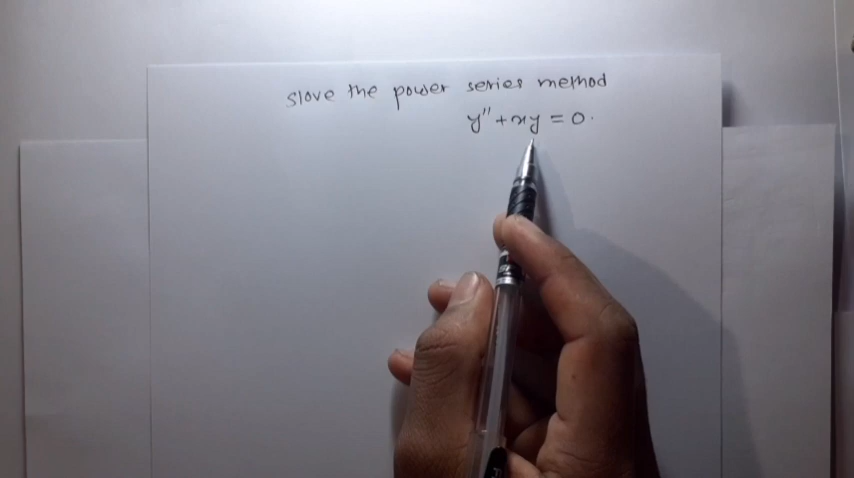 slove the power series method
y'' + xy = 0.